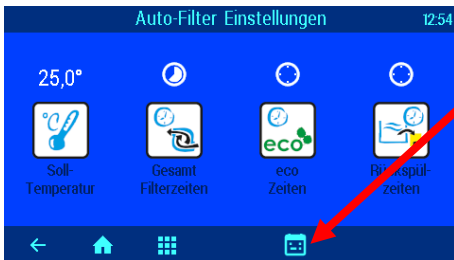 Auto-Filter Einstellungen 12:54
25,0°
°C
eco
Soll-
Temperatur
Gesamt
Filterzeiten
eco
Zeiten
Rückspül-
zeiten